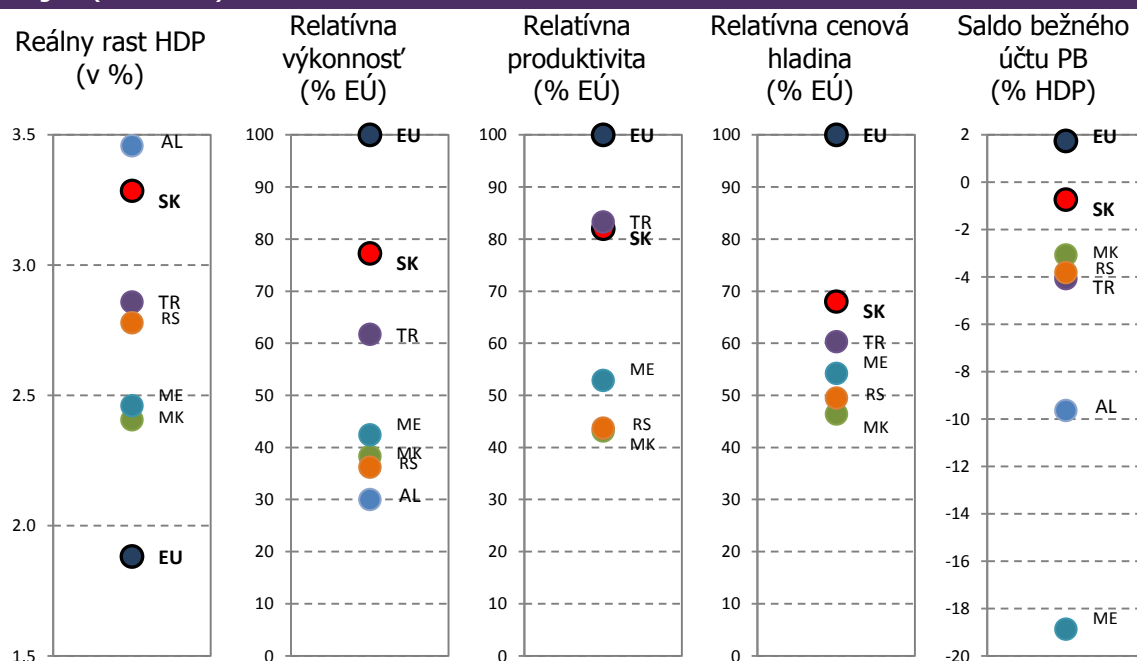 Reálny rast HDP
(v %)
3.5
3.0
2.5
2.0
1.5
AL
SK
TR
RS
ME
MK
EU
Relatívna
výkonnosť
(% EÚ)
100
90
80
70
60
50
40
30
20
10
0
EU
SK
TR
ME
MK
RS
AL
Relatívna
produktivita
(% EÚ)
100
90
80
70
60
50
40
30
20
10
0
EU
TR
SK
ME
RS
MK
Relatívna cenová
hladina
(% EÚ)
100
90
80
70
60
50
40
30
20
10
0
EU
SK
TR
ME
RS
MK
Saldo bežného
účtu PB
(% HDP)
2
0
-2
-4
-6
-8
-10
-12
-14
-16
-18
-20
EU
SK
MK
RS
TR
AL
ME